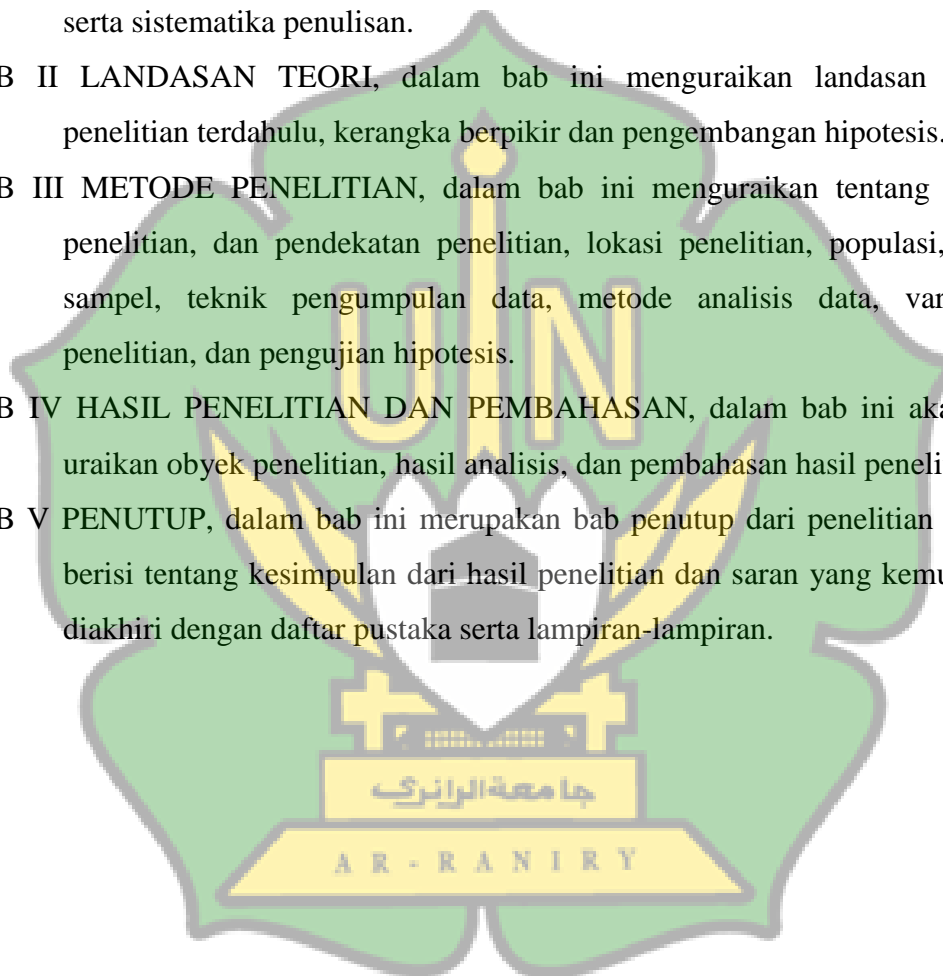 serta sistematika penulisan.
B II LANDASAN TEORI, dalam bab ini menguraikan landasan
penelitian terdahulu, kerangka berpikir dan pengembangan hipotesis.
B III METODE PENELITIAN, dalam bab ini menguraikan tentang
penelitian, dan pendekatan penelitian, lokasi penelitian, populasi,
sampel, teknik pengumpulan data, metode analisis data, var
penelitian, dan pengujian hipotesis.
B IV HASIL PENELITIAN DAN PEMBAHASAN, dalam bab ini aka
uraikan obyek penelitian, hasil analisis, dan pembahasan hasil peneli
B V PENUTUP, dalam bab ini merupakan bab penutup dari penelitian
berisi tentang kesimpulan dari hasil penelitian dan saran yang kemu
diakhiri dengan daftar pustaka serta lampiran-lampiran.
UIN
جامعة الرانري
AR-RANIRY